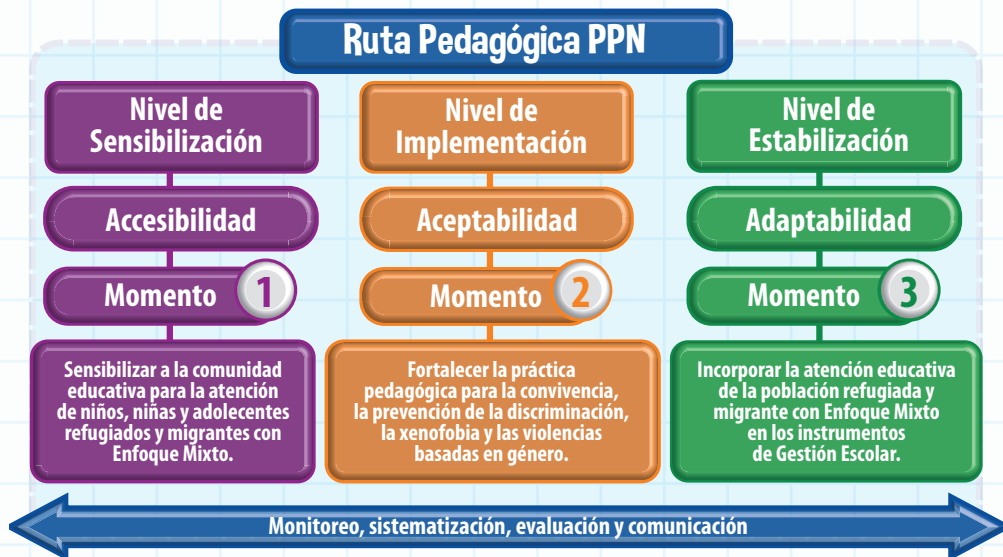 Ruta Pedagógica PPN
Nivel de
Sensibilización
Accesibilidad
Momento 1
Sensibilizar a la comunidad
educativa para la atención
de niños, niñas y adolecentes
refugiados y migrantes con
Enfoque Mixto.
Nivel de
Implementación
Aceptabilidad
Momento 2
Fortalecer la práctica
pedagógica para la convivencia,
la prevención de la discriminación,
la xenofobia y las violencias
basadas en género.
Nivel de
Estabilización
Adaptabilidad
Momento 3
Incorporar la atención educativa
de la población refugiada y
migrante con Enfoque Mixto
en los instrumentos
de Gestión Escolar.
Monitoreo, sistematización, evaluación y comunicación